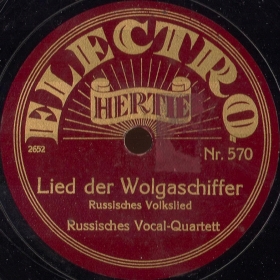 ELECTRO
HERTIE
2652
Nr. 570
Lied der Wolgaschiffer
Russisches Volkslied
Russisches Vocal-Quartett